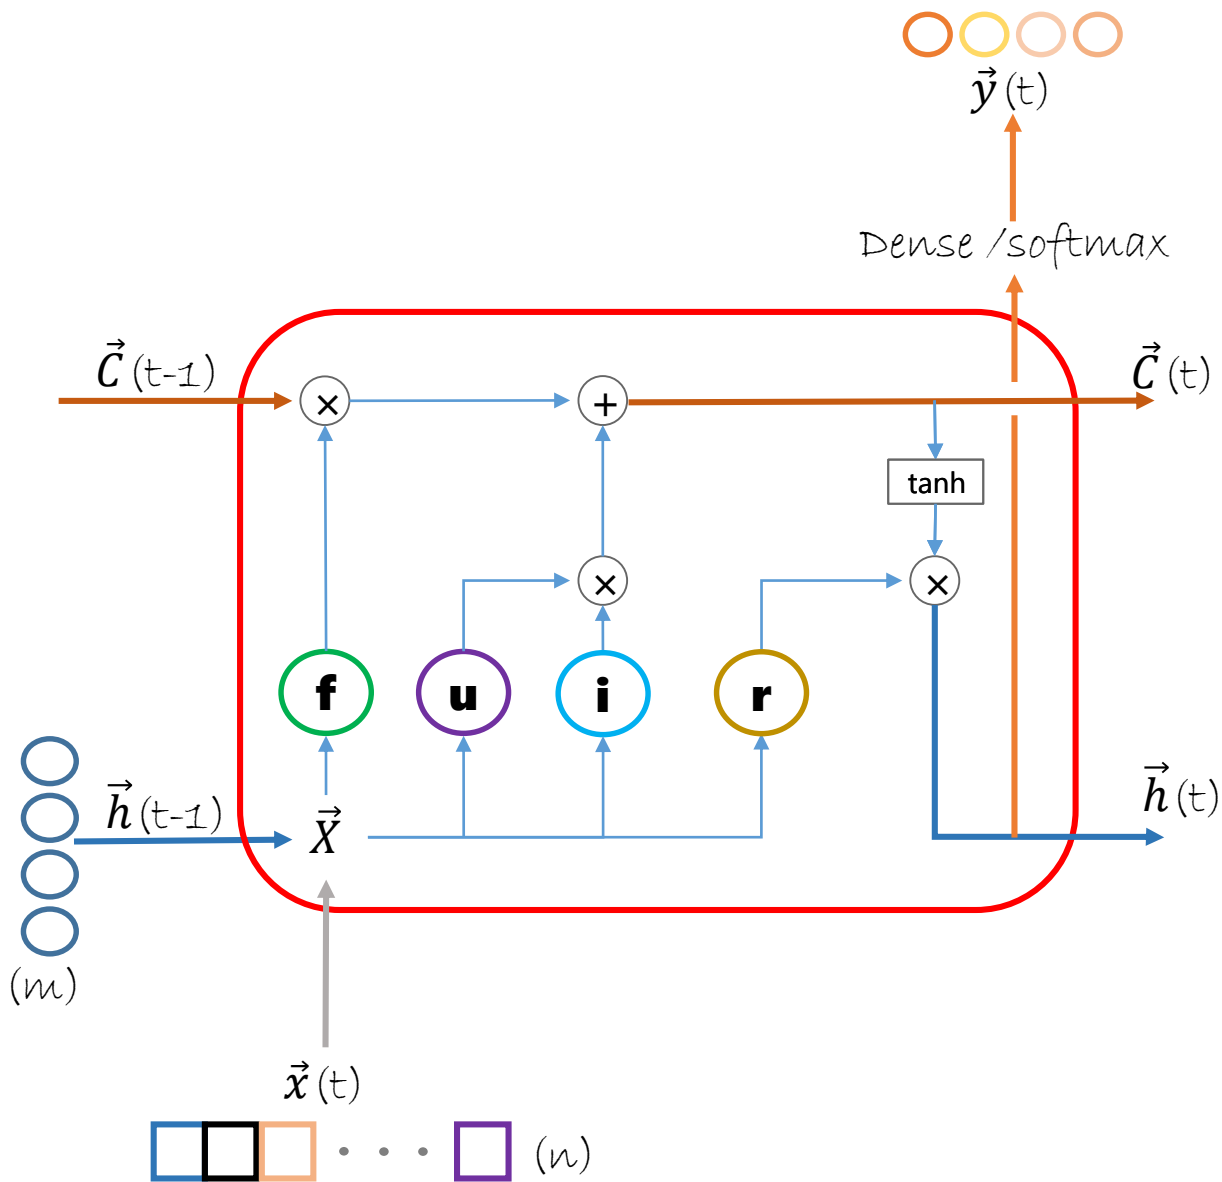 y⃗ (t)
Dense /softmax
C⃗ (t-1)
C⃗ (t)
×
+
tanh
×
×
f
u
i
r
h⃗ (t-1)
h⃗ (t)
X⃗
(m)
x⃗ (t)
(n)